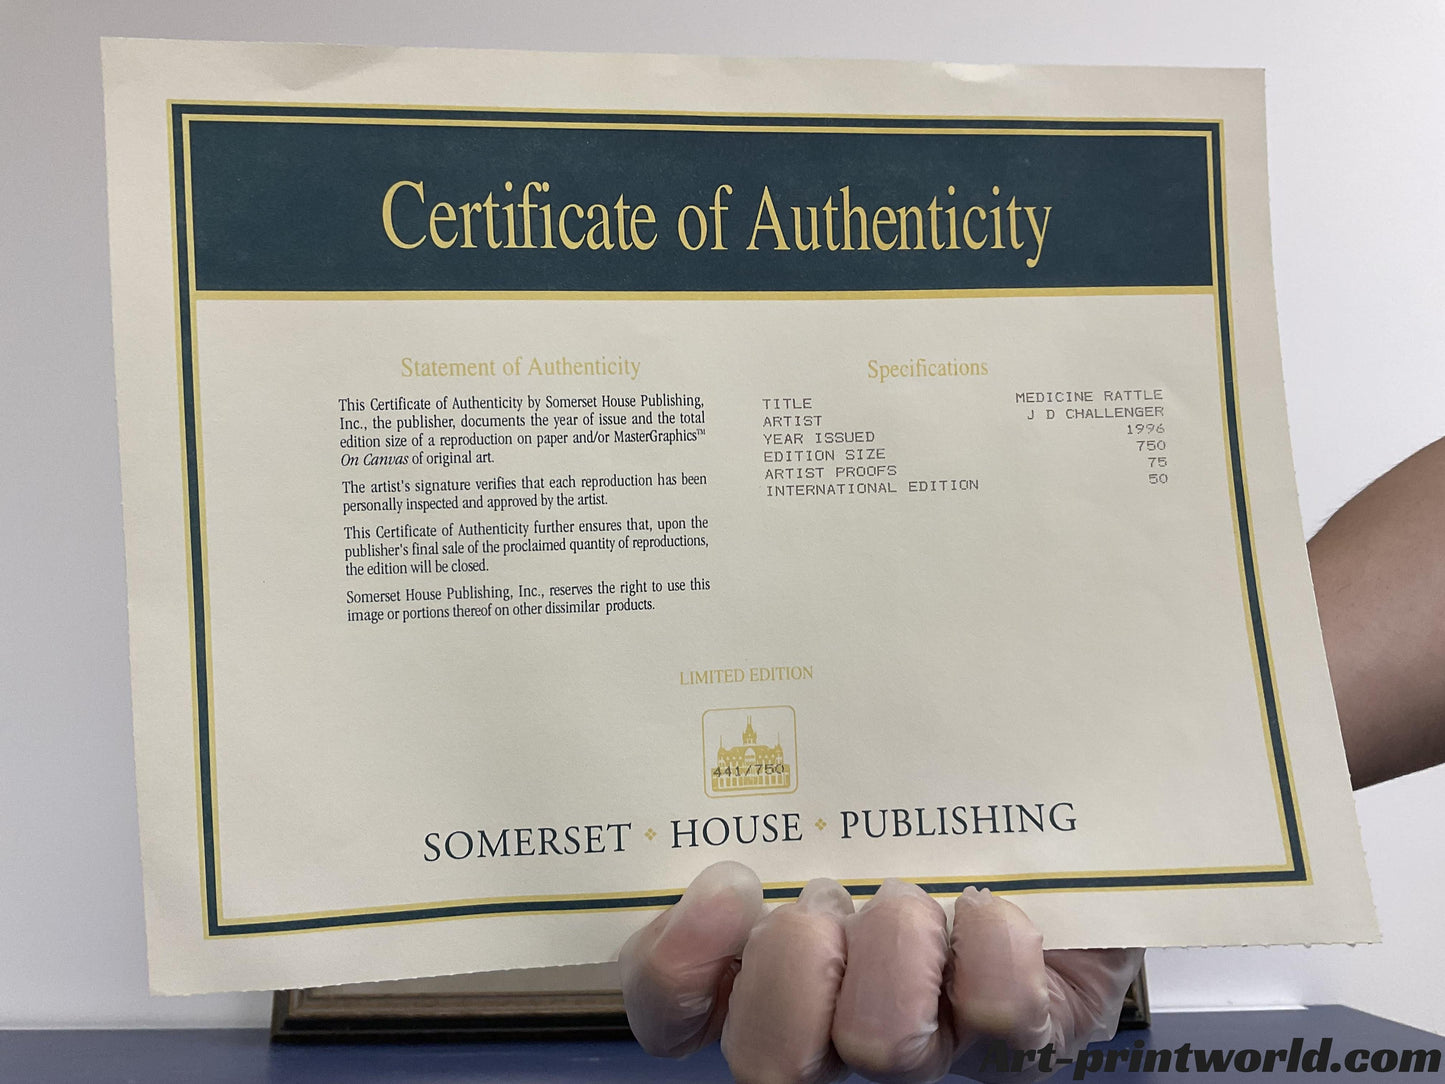 Certificate of Authenticity
Statement of Authenticity
This Certificate of Authenticity by Somerset House Publishing,
Inc., the publisher, documents the year of issue and the total
edition size of a reproduction on paper and/or MasterGraphics™
On Canvas of original art.
The artist's signature verifies that each reproduction has been
personally inspected and approved by the artist.
This Certificate of Authenticity further ensures that, upon the
publisher's final sale of the proclaimed quantity of reproductions,
the edition will be closed.
Somerset House Publishing, Inc., reserves the right to use this
image or portions thereof on other dissimilar products.
Specifications
TITLE MEDICINE RATTLE
ARTIST J D CHALLENGER
YEAR ISSUED 1996
EDITION SIZE 750
ARTIST PROOFS 75
INTERNATIONAL EDITION 50
LIMITED EDITION
441/750
SOMERSET HOUSE PUBLISHING
Art-printworld.com